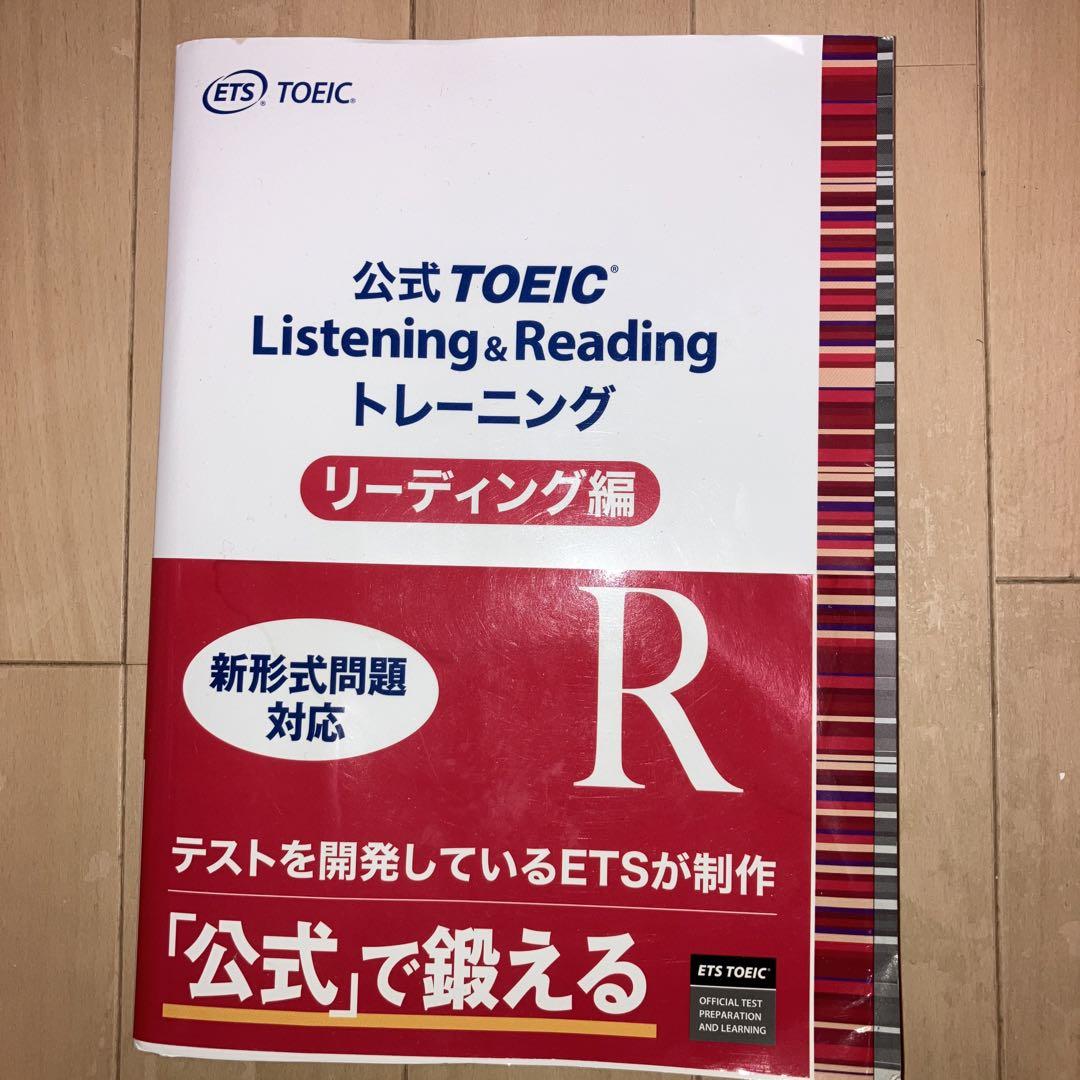 ETS® TOEIC®
公式 TOEIC®
Listening & Reading
トレーニング
リーディング編
R
新形式問題
対応
テストを開発しているETSが制作
「公式」で鍛える
ETS TOEIC®
OFFICIAL TEST
PREPARATION
AND LEARNING